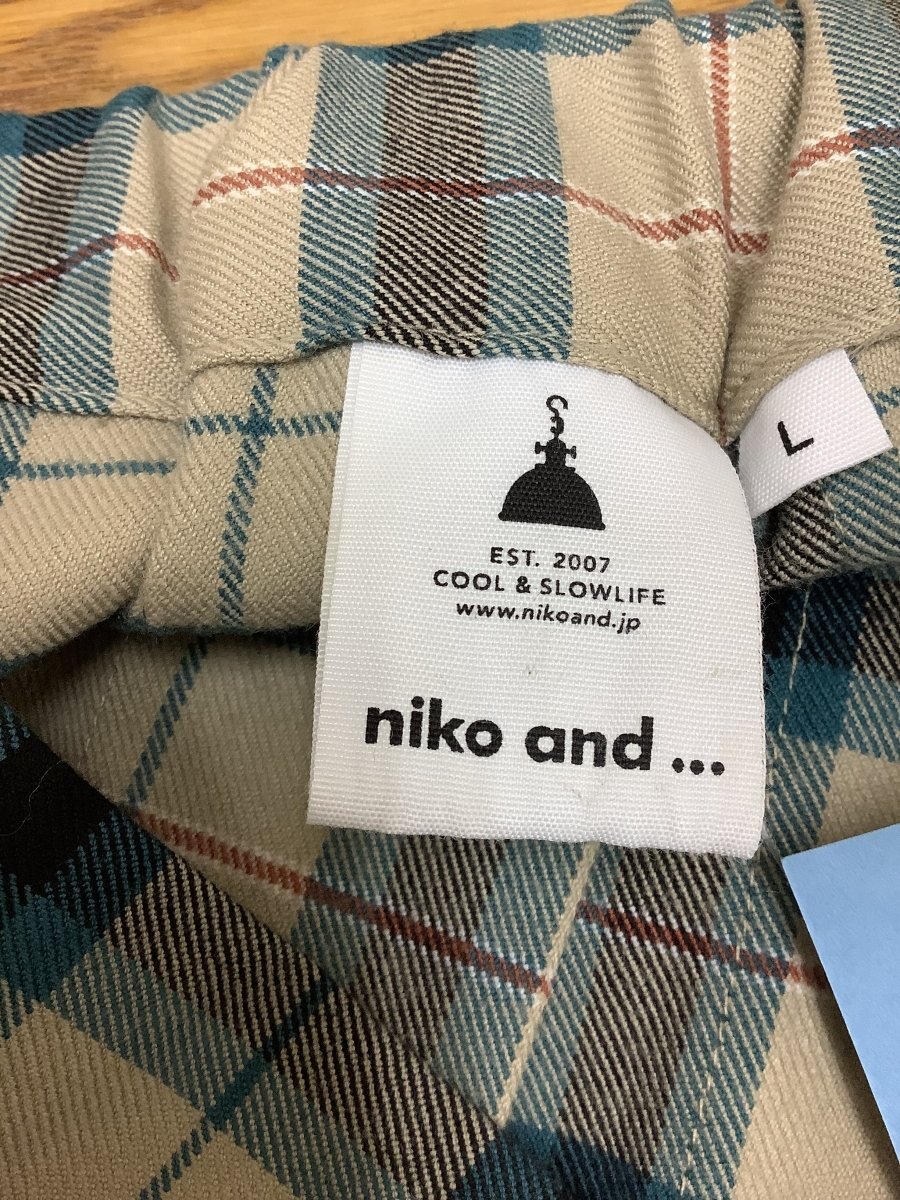 L
EST. 2007
COOL & SLOWLIFE
www.nikoand.jp
niko and ...